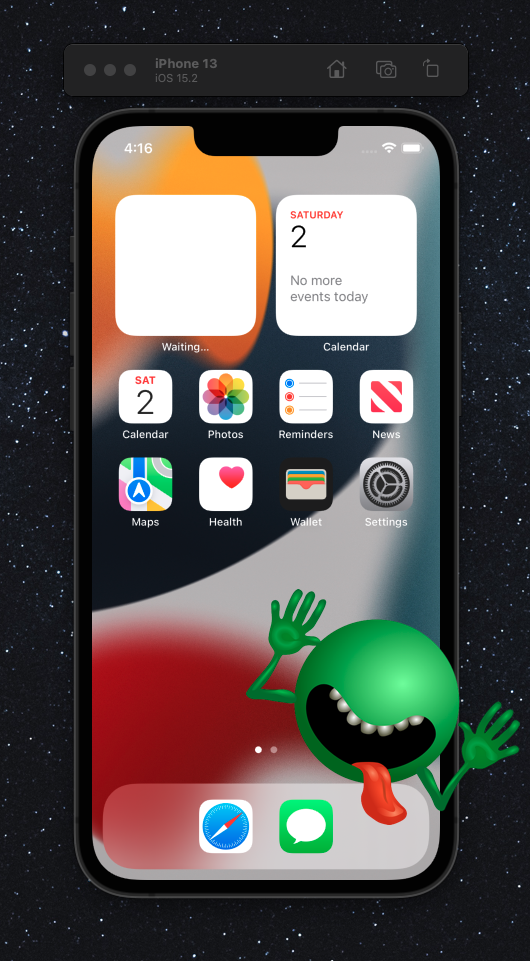 iPhone 13
iOS 15.2
4:16
SATURDAY
2
No more
events today
Waiting...
Calendar
SAT
2
Calendar
Photos
Reminders
News
Maps
Health
Wallet
Settings